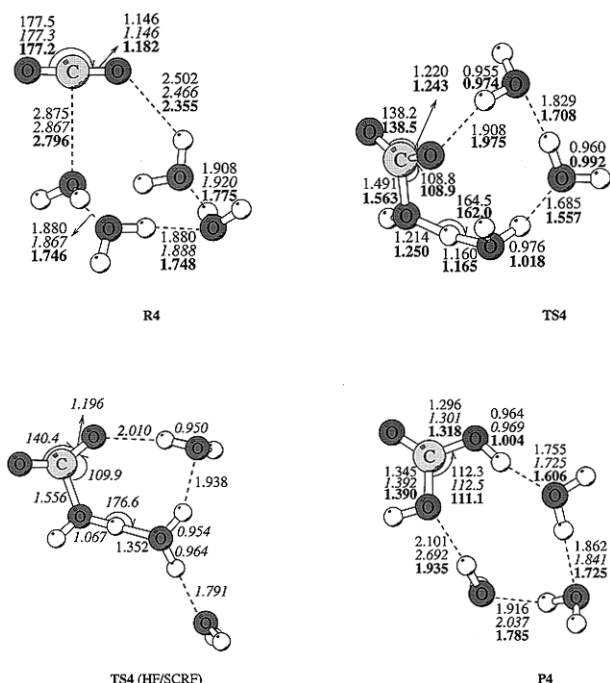 177.5
177.3
177.2
1.146
1.146
1.182
C
O
O
2.502
2.466
2.355
2.875
2.867
2.796
O
O
O
O
1.908
1.920
1.775
1.880
1.867
1.746
1.880
1.888
1.748
R4
1.220
1.243
0.955
0.974
138.2
138.5
O
C
O
O
1.829
1.708
1.908
1.975
0.960
0.992
108.8
108.9
1.491
1.563
O
O
O
164.5
162.0
1.685
1.557
1.214
1.250
1.160
1.165
0.976
1.018
TS4
1.196
2.010
0.950
140.4
O
C
O
O
109.9
1.938
1.556
176.6
O
O
1.067
1.352
0.954
0.964
1.791
O
TS4 (HF/SCRF)
1.296
1.301
1.318
0.964
0.969
1.004
O
C
O
1.755
1.725
1.606
1.345
1.392
1.390
112.3
112.5
111.1
O
O
2.101
2.692
1.935
1.862
1.841
1.725
O
O
1.916
2.037
1.785
P4